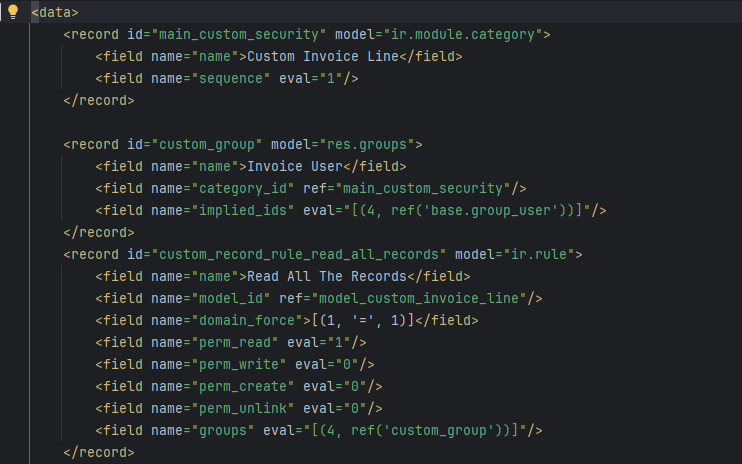 <data>
<record id="main_custom_security" model="ir.module.category">
<field name="name">Custom Invoice Line</field>
<field name="sequence" eval="1"/>
</record>
<record id="custom_group" model="res.groups">
<field name="name">Invoice User</field>
<field name="category_id" ref="main_custom_security"/>
<field name="implied_ids" eval="[(4, ref('base.group_user'))]"/>
</record>
<record id="custom_record_rule_read_all_records" model="ir.rule">
<field name="name">Read All The Records</field>
<field name="model_id" ref="model_custom_invoice_line"/>
<field name="domain_force">[(1, '=', 1)]</field>
<field name="perm_read" eval="1"/>
<field name="perm_write" eval="0"/>
<field name="perm_create" eval="0"/>
<field name="perm_unlink" eval="0"/>
<field name="groups" eval="[(4, ref('custom_group'))]"/>
</record>